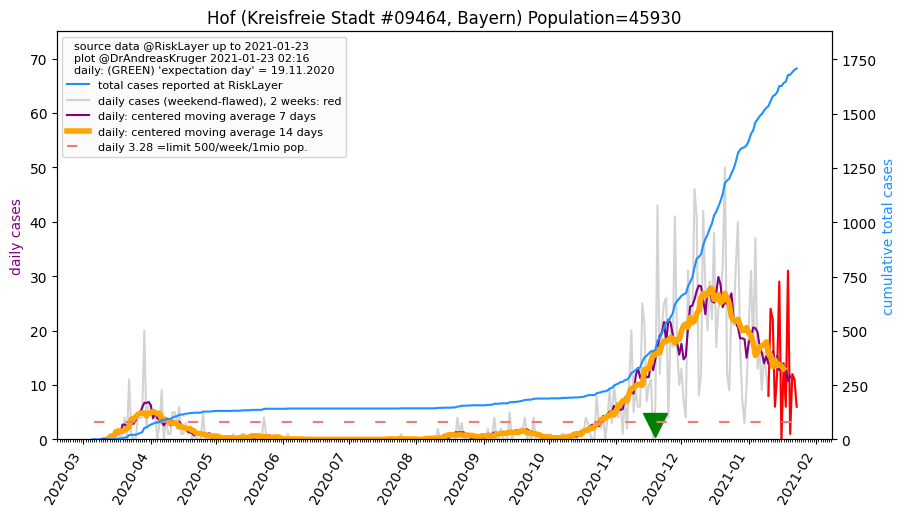 Hof (Kreisfreie Stadt #09464, Bayern) Population=45930
source data @RiskLayer up to 2021-01-23
plot @DrAndreasKruger 2021-01-23 02:16
daily: (GREEN) 'expectation day' = 19.11.2020
total cases reported at RiskLayer
daily cases (weekend-flawed), 2 weeks: red
daily: centered moving average 7 days
daily: centered moving average 14 days
daily 3.28 =limit 500/week/1mio pop.
daily cases
70
60
50
40
30
20
10
0
cumulative total cases
1750
1500
1250
1000
750
500
250
0
2020-03
2020-04
2020-05
2020-06
2020-07
2020-08
2020-09
2020-10
2020-11
2020-12
2021-01
2021-02